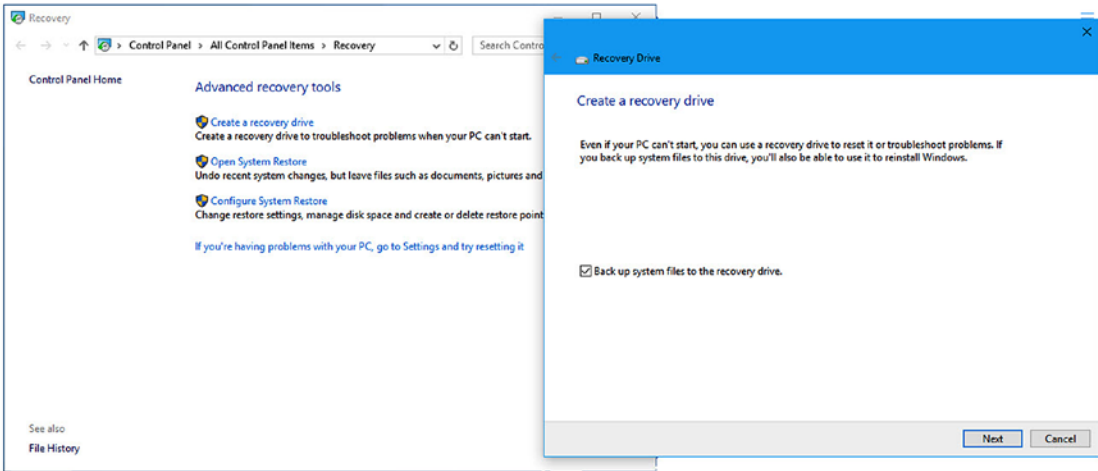 Recovery
Control Panel > All Control Panel Items > Recovery
Search Contro
Control Panel Home
Advanced recovery tools
Create a recovery drive
Create a recovery drive to troubleshoot problems when your PC can't start.
Open System Restore
Undo recent system changes, but leave files such as documents, pictures and
Configure System Restore
Change restore settings, manage disk space and create or delete restore point
If you're having problems with your PC, go to Settings and try resetting it
See also
File History
Recovery Drive
Create a recovery drive
Even if your PC can't start, you can use a recovery drive to reset it or troubleshoot problems. If
you back up system files to this drive, you'll also be able to use it to reinstall Windows.
Back up system files to the recovery drive.
Next
Cancel